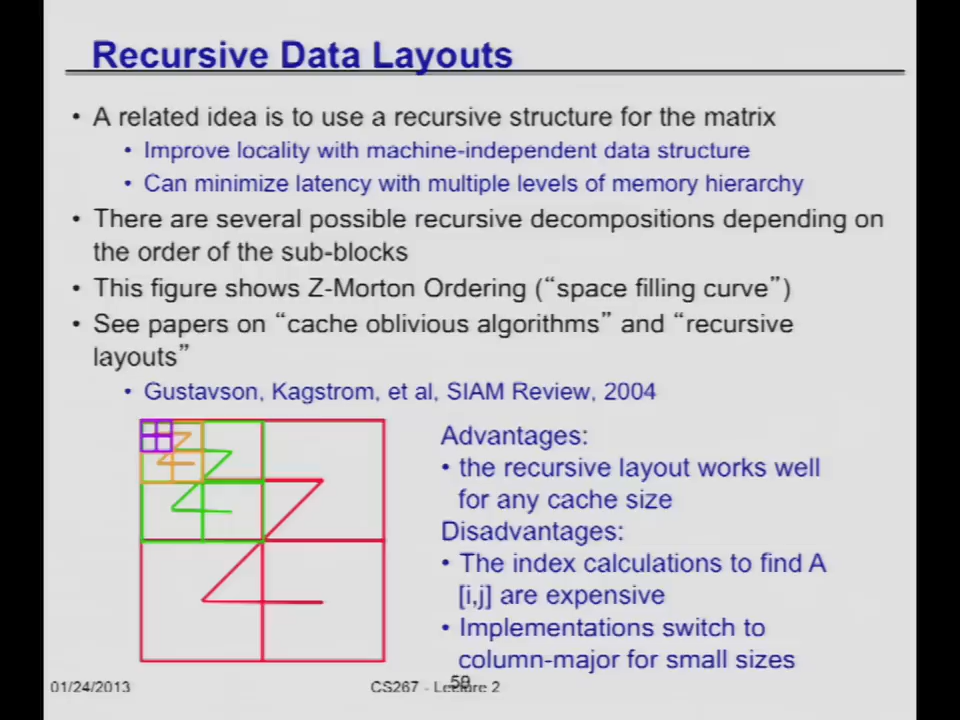 Recursive Data Layouts
• A related idea is to use a recursive structure for the matrix
• Improve locality with machine-independent data structure
• Can minimize latency with multiple levels of memory hierarchy
• There are several possible recursive decompositions depending on
the order of the sub-blocks
• This figure shows Z-Morton Ordering (“space filling curve”)
• See papers on “cache oblivious algorithms” and “recursive
layouts”
• Gustavson, Kagstrom, et al, SIAM Review, 2004
Advantages:
• the recursive layout works well
for any cache size
Disadvantages:
• The index calculations to find A
[i,j] are expensive
• Implementations switch to
column-major for small sizes
01/24/2013
CS267 - Lecture 2
59